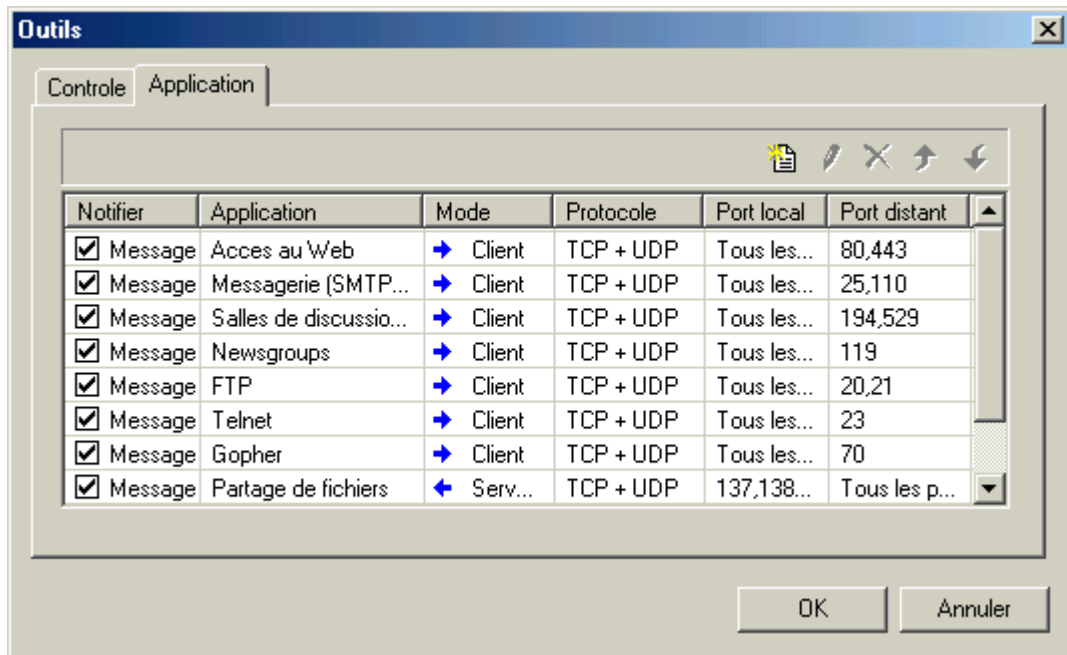 Outils
Controle Application
Notifier Application Mode Protocole Port local Port distant
Message Acces au Web Client TCP + UDP Tous les... 80,443
Message Messagerie (SMTP... Client TCP + UDP Tous les... 25,110
Message Salles de discussio... Client TCP + UDP Tous les... 194,529
Message Newsgroups Client TCP + UDP Tous les... 119
Message FTP Client TCP + UDP Tous les... 20,21
Message Telnet Client TCP + UDP Tous les... 23
Message Gopher Client TCP + UDP Tous les... 70
Message Partage de fichiers Serv... TCP + UDP 137,138... Tous les p...
OK Annuler